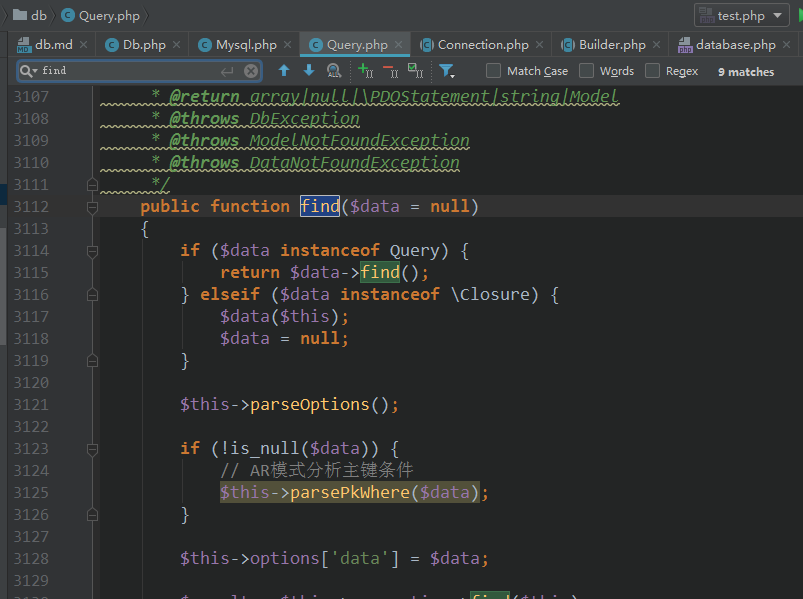 db Query.php test.php
db.md Db.php Mysql.php Query.php Connection.php Builder.php database.php
find Match Case Words Regex 9 matches
3107 * @return array|null|\PDOStatement|string|Model
3108 * @throws DbException
3109 * @throws ModelNotFoundException
3110 * @throws DataNotFoundException
3111 */
3112 public function find($data = null)
3113 {
3114 if ($data instanceof Query) {
3115 return $data->find();
3116 } elseif ($data instanceof \Closure) {
3117 $data($this);
3118 $data = null;
3119 }
3120
3121 $this->parseOptions();
3122
3123 if (!is_null($data)) {
3124 // AR模式分析主键条件
3125 $this->parsePkWhere($data);
3126 }
3127
3128 $this->options['data'] = $data;
3129